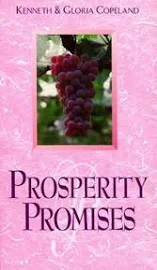 KENNETH & GLORIA COPELAND
PROSPERITY
PROMISES